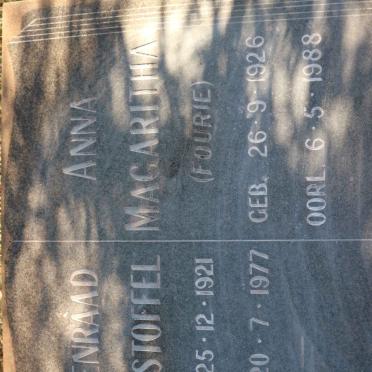 ENRAAD
STOFFEL
25·12·1921
20·7·1977
ANNA
MAGARITHA
(FOURIE)
GEB. 26·9·1926
OORL. 6·5·1988